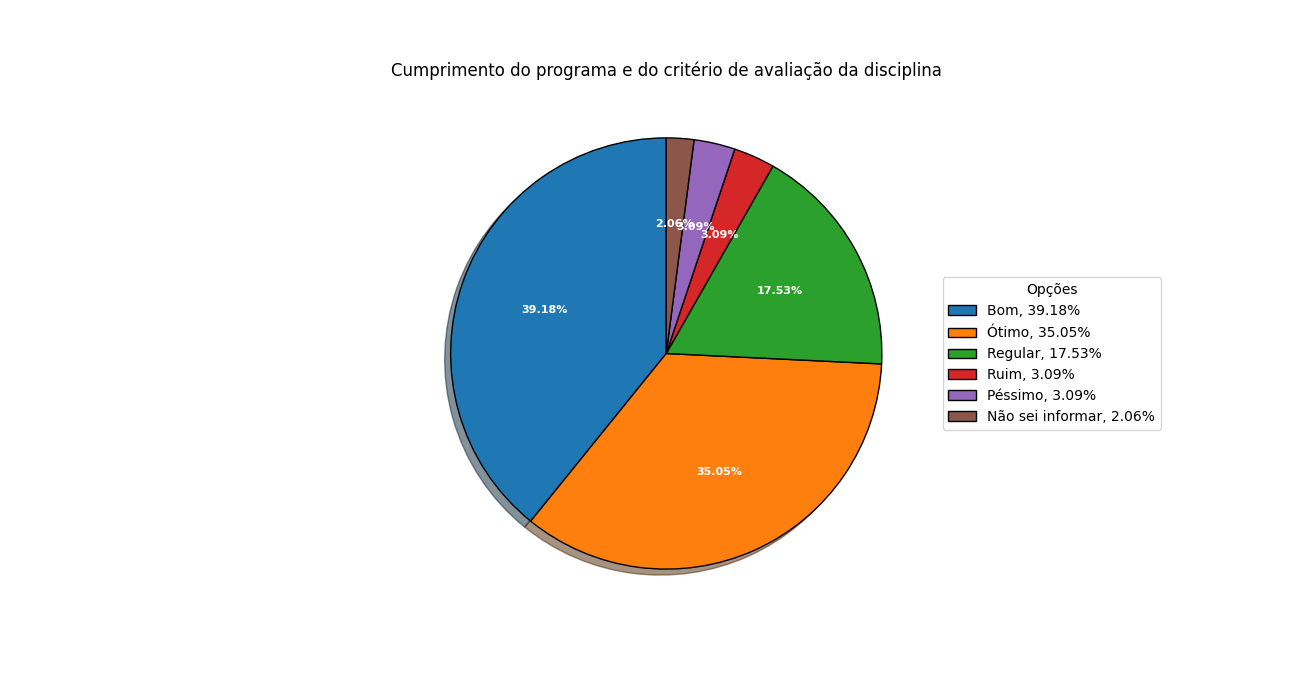 Cumprimento do programa e do critério de avaliação da disciplina
2.06%
3.09%
3.09%
17.53%
39.18%
35.05%
Opções
Bom, 39.18%
Ótimo, 35.05%
Regular, 17.53%
Ruim, 3.09%
Péssimo, 3.09%
Não sei informar, 2.06%